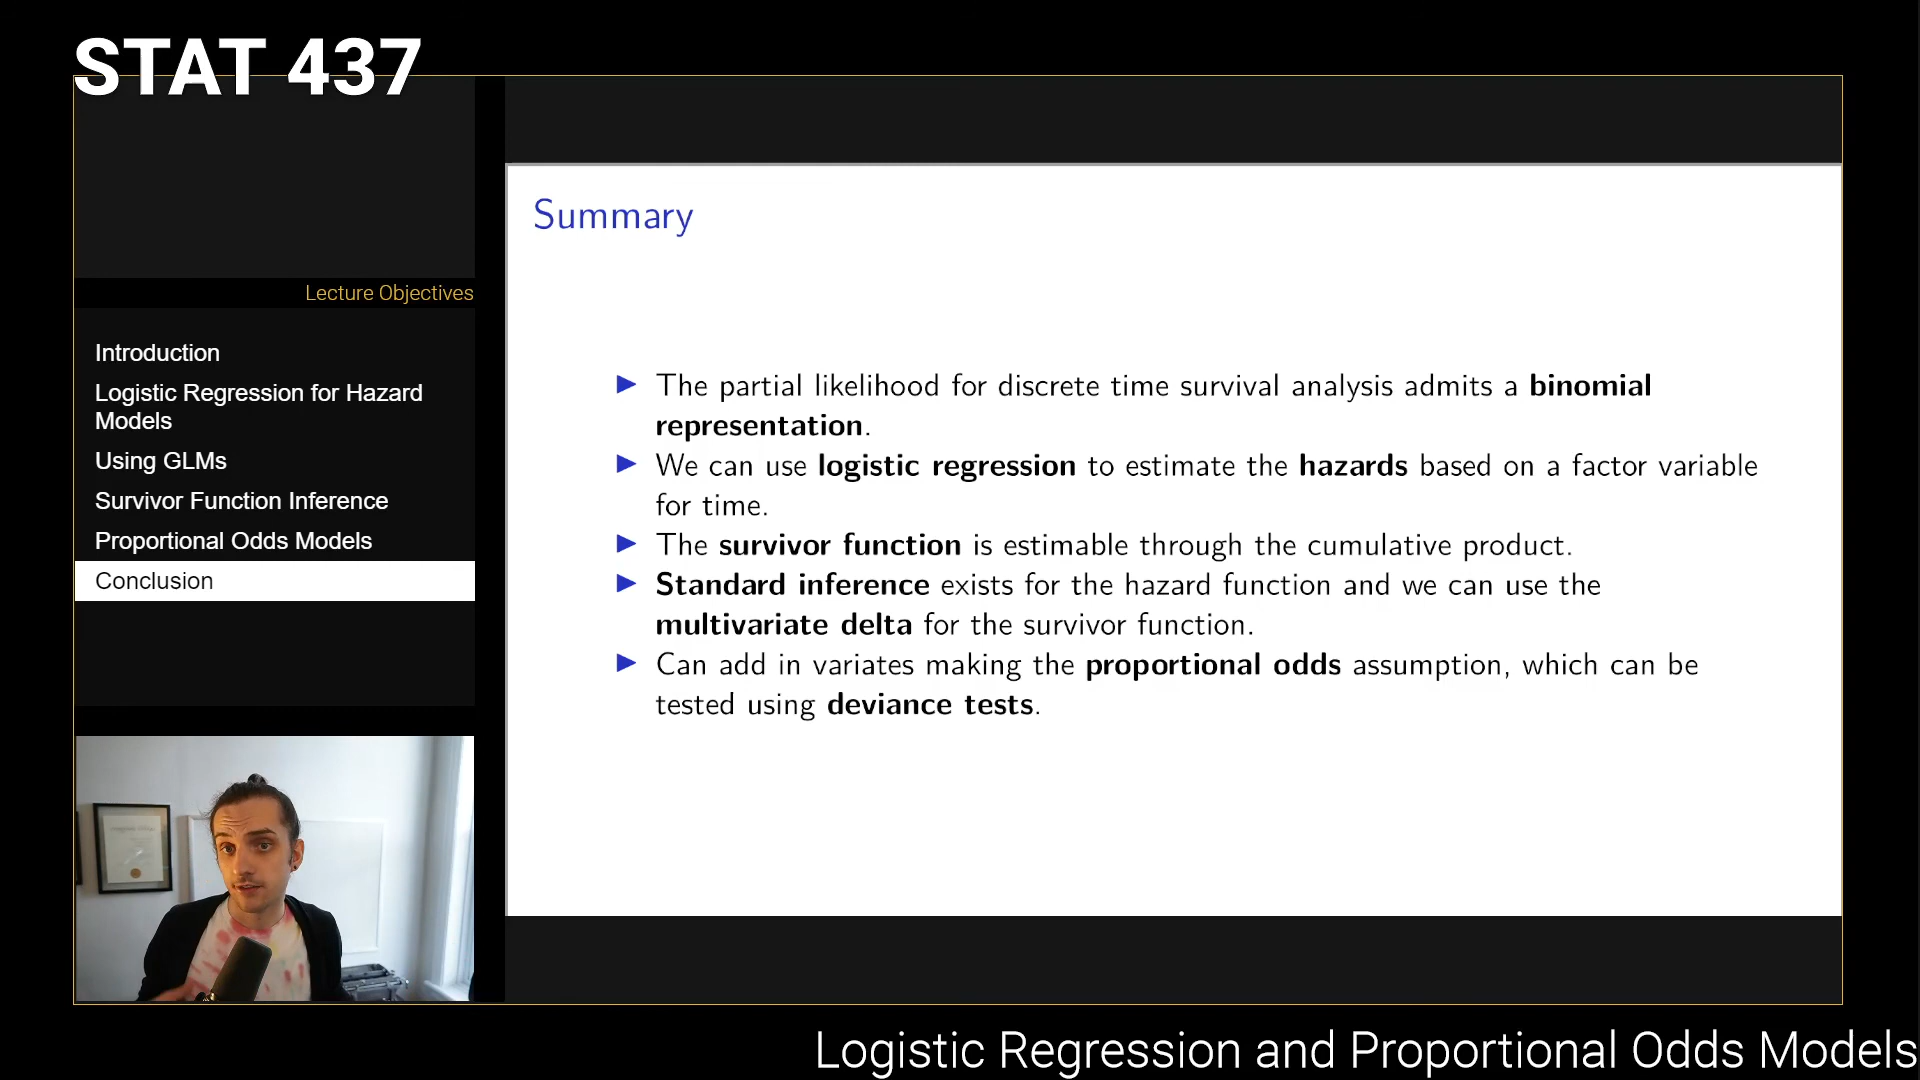 STAT 437
Lecture Objectives
Introduction
Logistic Regression for Hazard
Models
Using GLMs
Survivor Function Inference
Proportional Odds Models
Conclusion
Summary
The partial likelihood for discrete time survival analysis admits a binomial
representation.
We can use logistic regression to estimate the hazards based on a factor variable
for time.
The survivor function is estimable through the cumulative product.
Standard inference exists for the hazard function and we can use the
multivariate delta for the survivor function.
Can add in variates making the proportional odds assumption, which can be
tested using deviance tests.
Logistic Regression and Proportional Odds Models